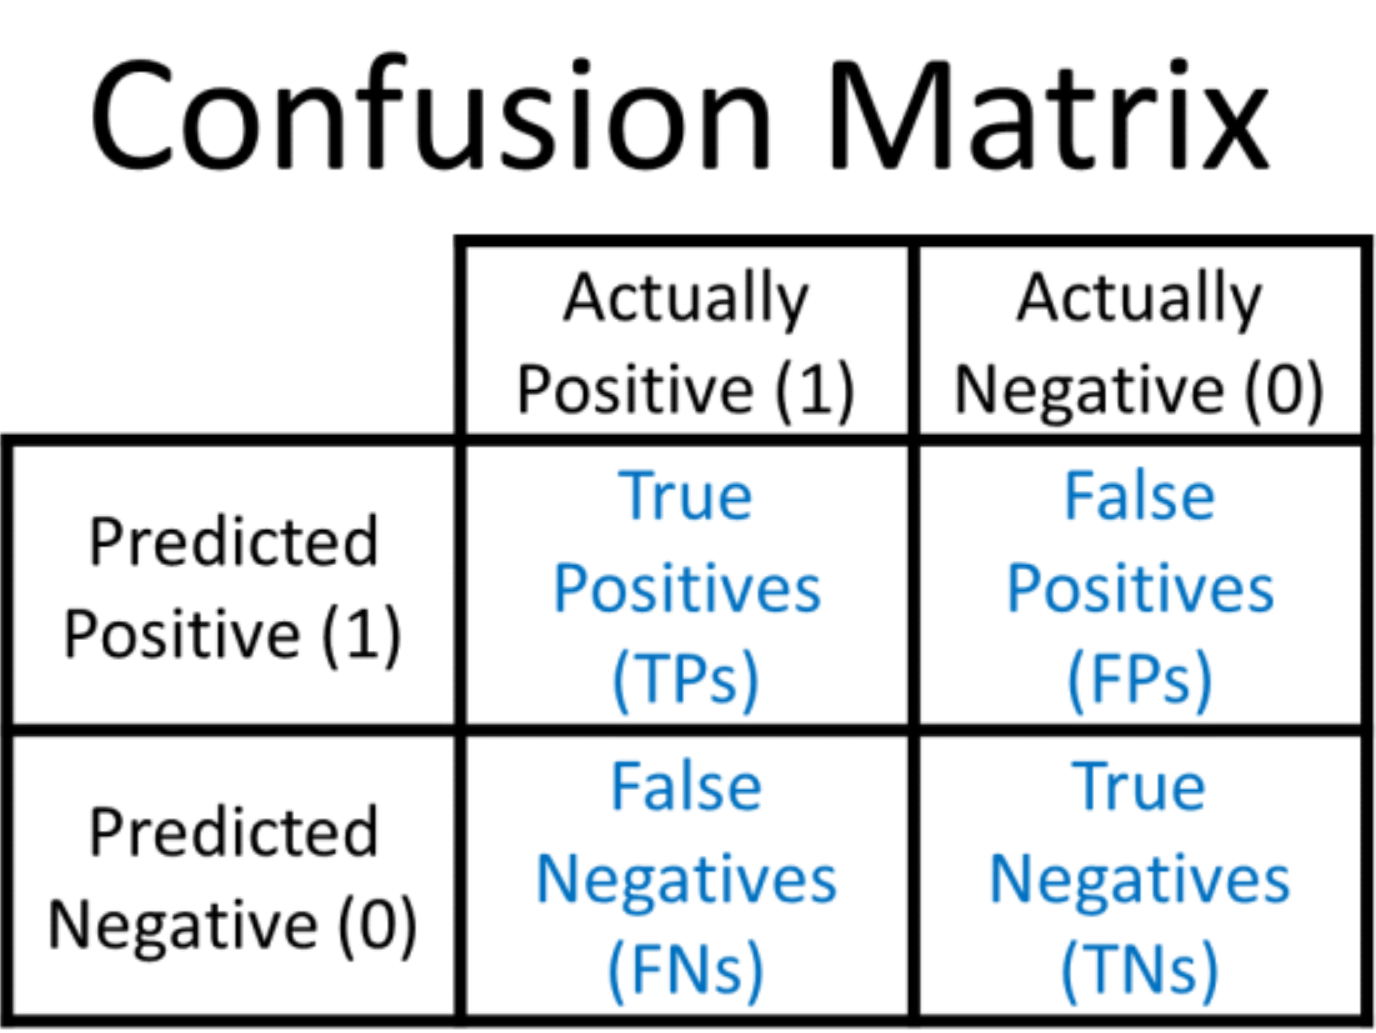 Confusion Matrix
Actually
Positive (1)
Actually
Negative (0)
Predicted
Positive (1)
True
Positives
(TPs)
False
Positives
(FPs)
Predicted
Negative (0)
False
Negatives
(FNs)
True
Negatives
(TNs)